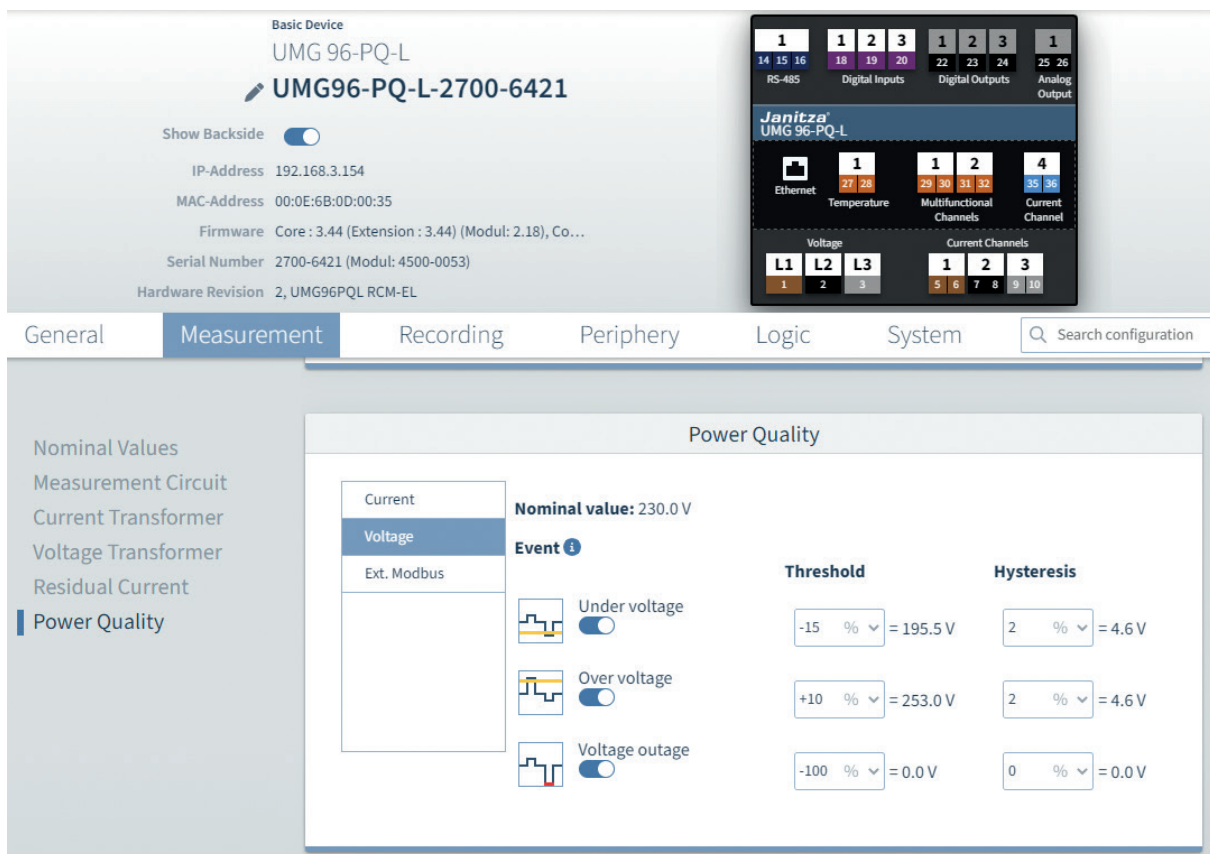 Basic Device
UMG 96-PQ-L
UMG96-PQ-L-2700-6421
Show Backside
IP-Address 192.168.3.154
MAC-Address 00:0E:6B:0D:00:35
Firmware Core : 3.44 (Extension : 3.44) (Modul: 2.18), Co…
Serial Number 2700-6421 (Modul: 4500-0053)
Hardware Revision 2, UMG96PQL RCM-EL
1 1 2 3 1 2 3 1
14 15 16 18 19 20 22 23 24 25 26
RS-485 Digital Inputs Digital Outputs Analog Output
Janitza®
UMG 96-PQ-L
1 1 2 4
27 28 29 30 31 32 35 36
Ethernet Temperature Multifunctional Channels Current Channel
Voltage Current Channels
L1 L2 L3 1 2 3
1 2 3 5 6 7 8 9 10
General Measurement Recording Periphery Logic System Search configuration
Power Quality
Nominal Values
Measurement Circuit
Current Transformer
Voltage Transformer
Residual Current
Power Quality
Current
Voltage
Ext. Modbus
Nominal value: 230.0 V
Event i
Threshold Hysteresis
Under voltage
-15 % = 195.5 V 2 % = 4.6 V
Over voltage
+10 % = 253.0 V 2 % = 4.6 V
Voltage outage
-100 % = 0.0 V 0 % = 0.0 V